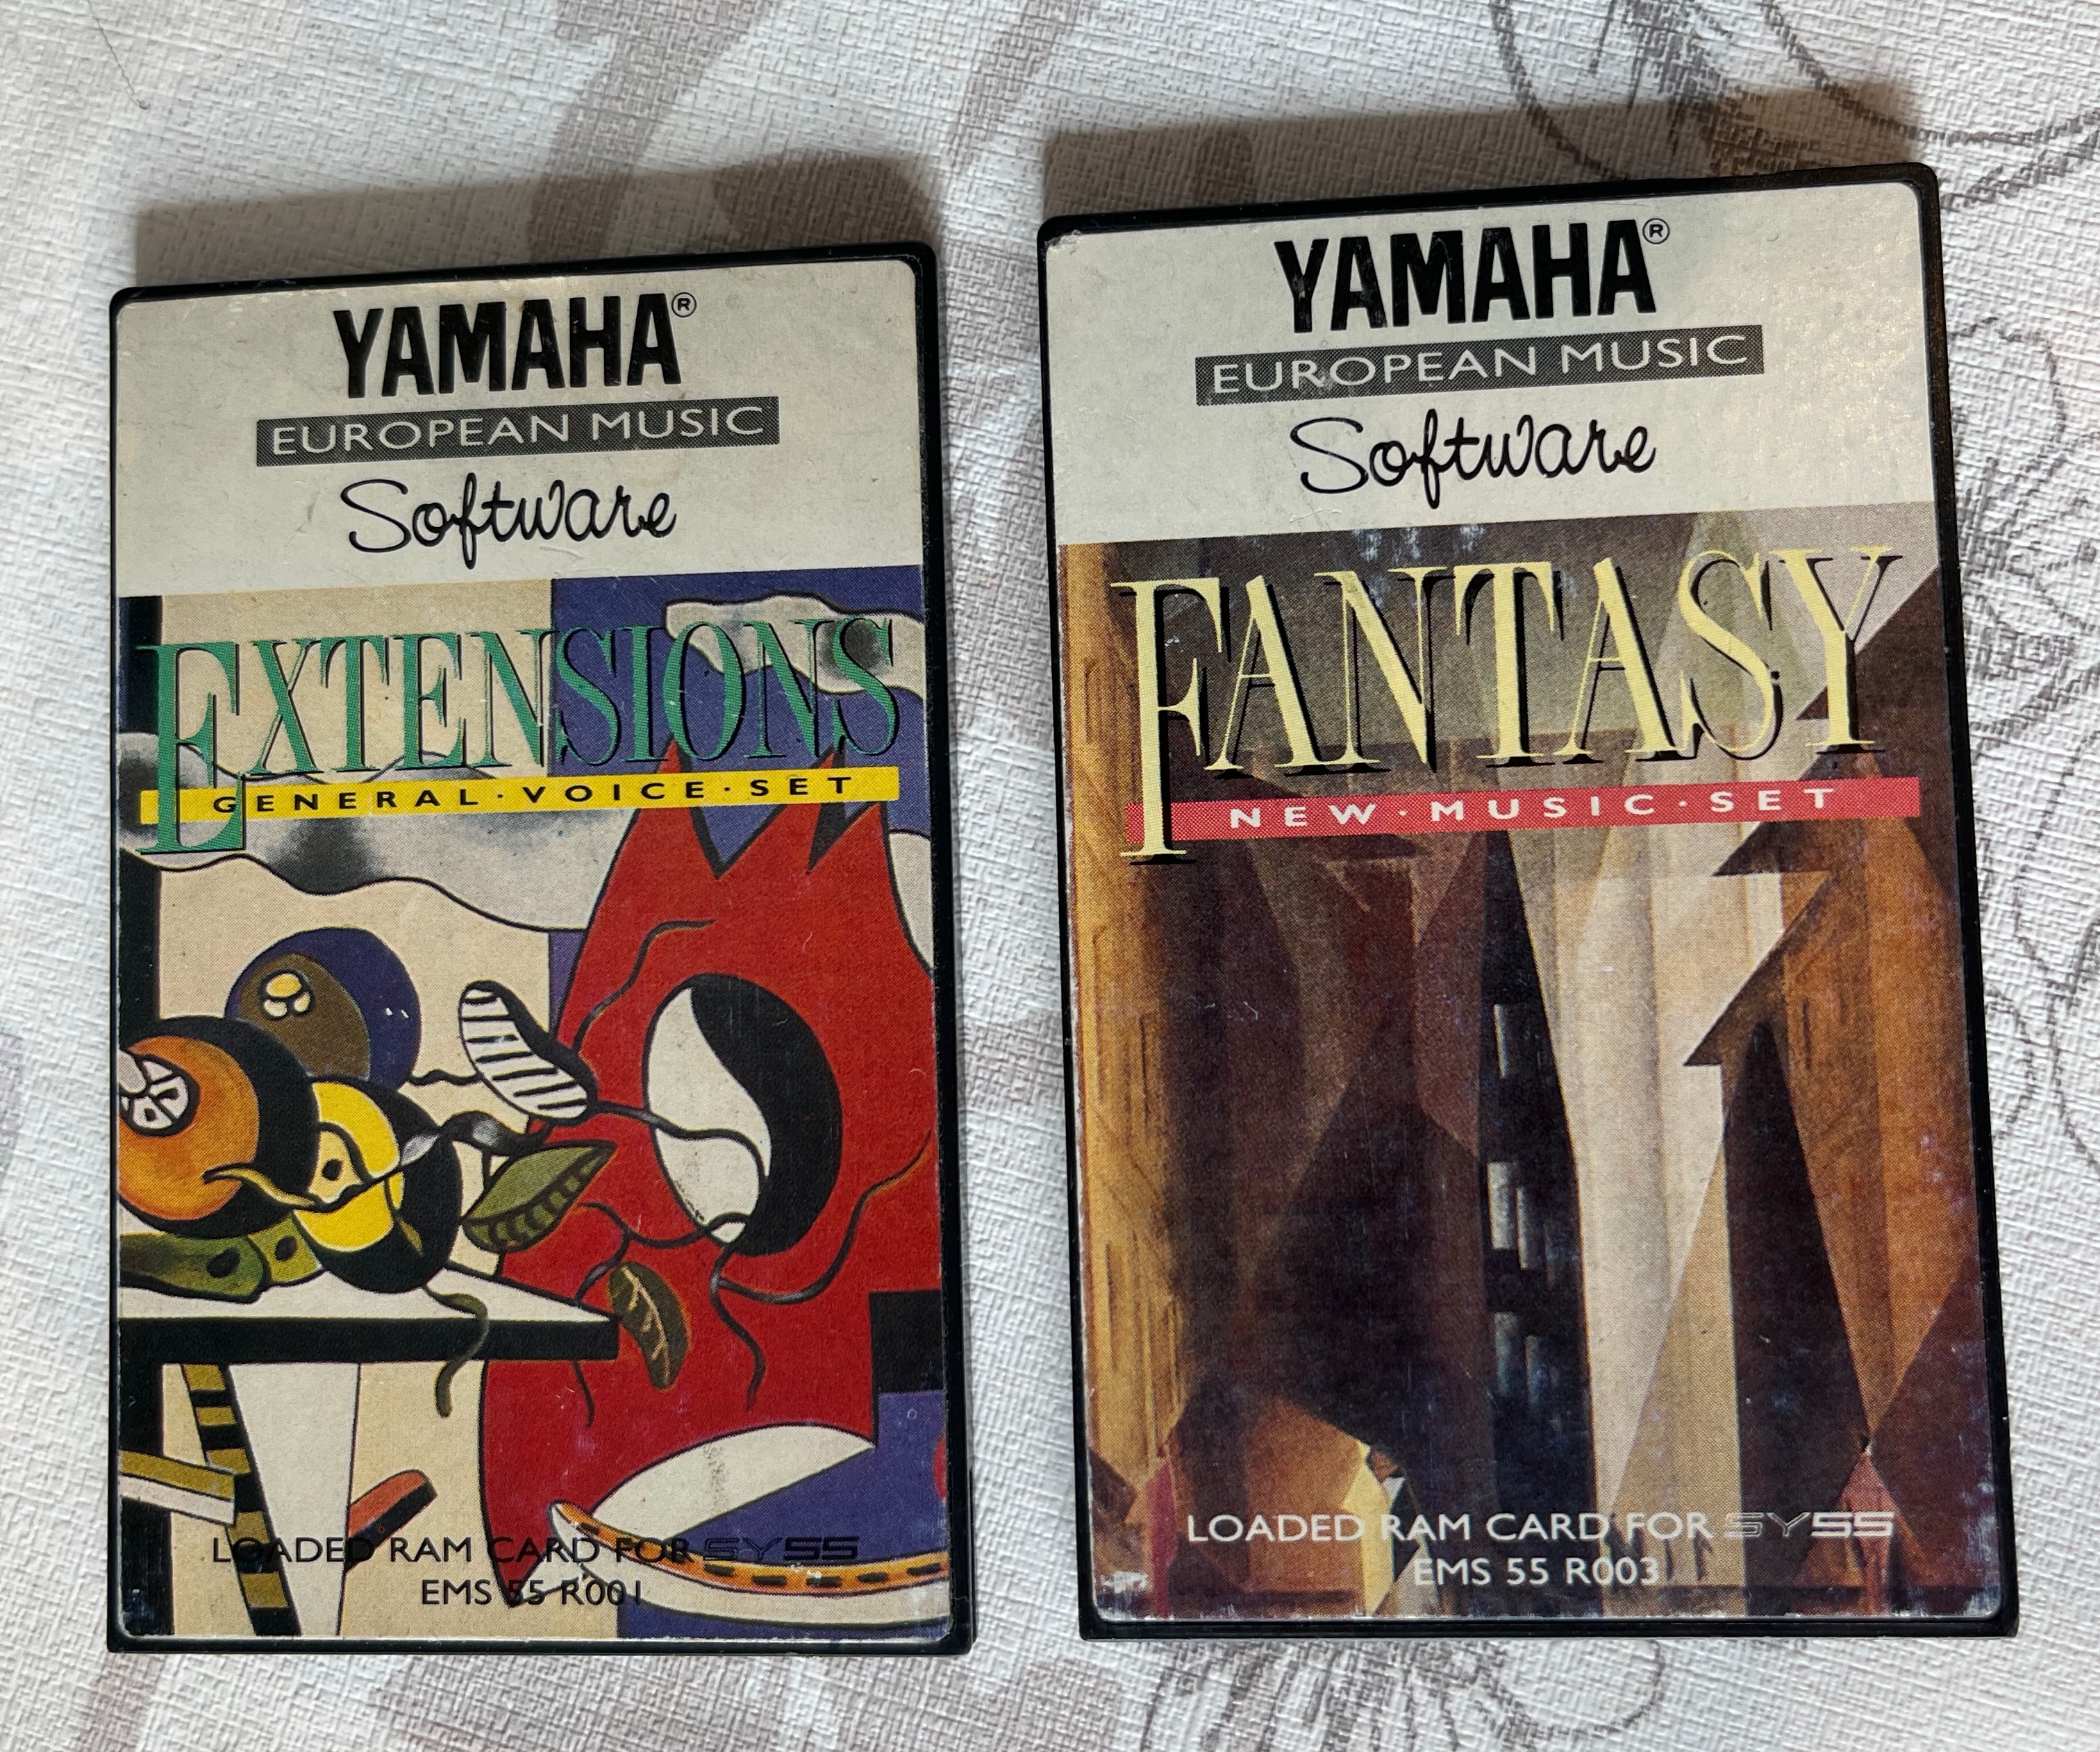 YAMAHA®
EUROPEAN MUSIC
Software
EXTENSIONS
GENERAL·VOICE·SET
LOADED RAM CARD FOR SY55
EMS 55 R001
YAMAHA®
EUROPEAN MUSIC
Software
FANTASY
NEW·MUSIC·SET
LOADED RAM CARD FOR SY55
EMS 55 R003